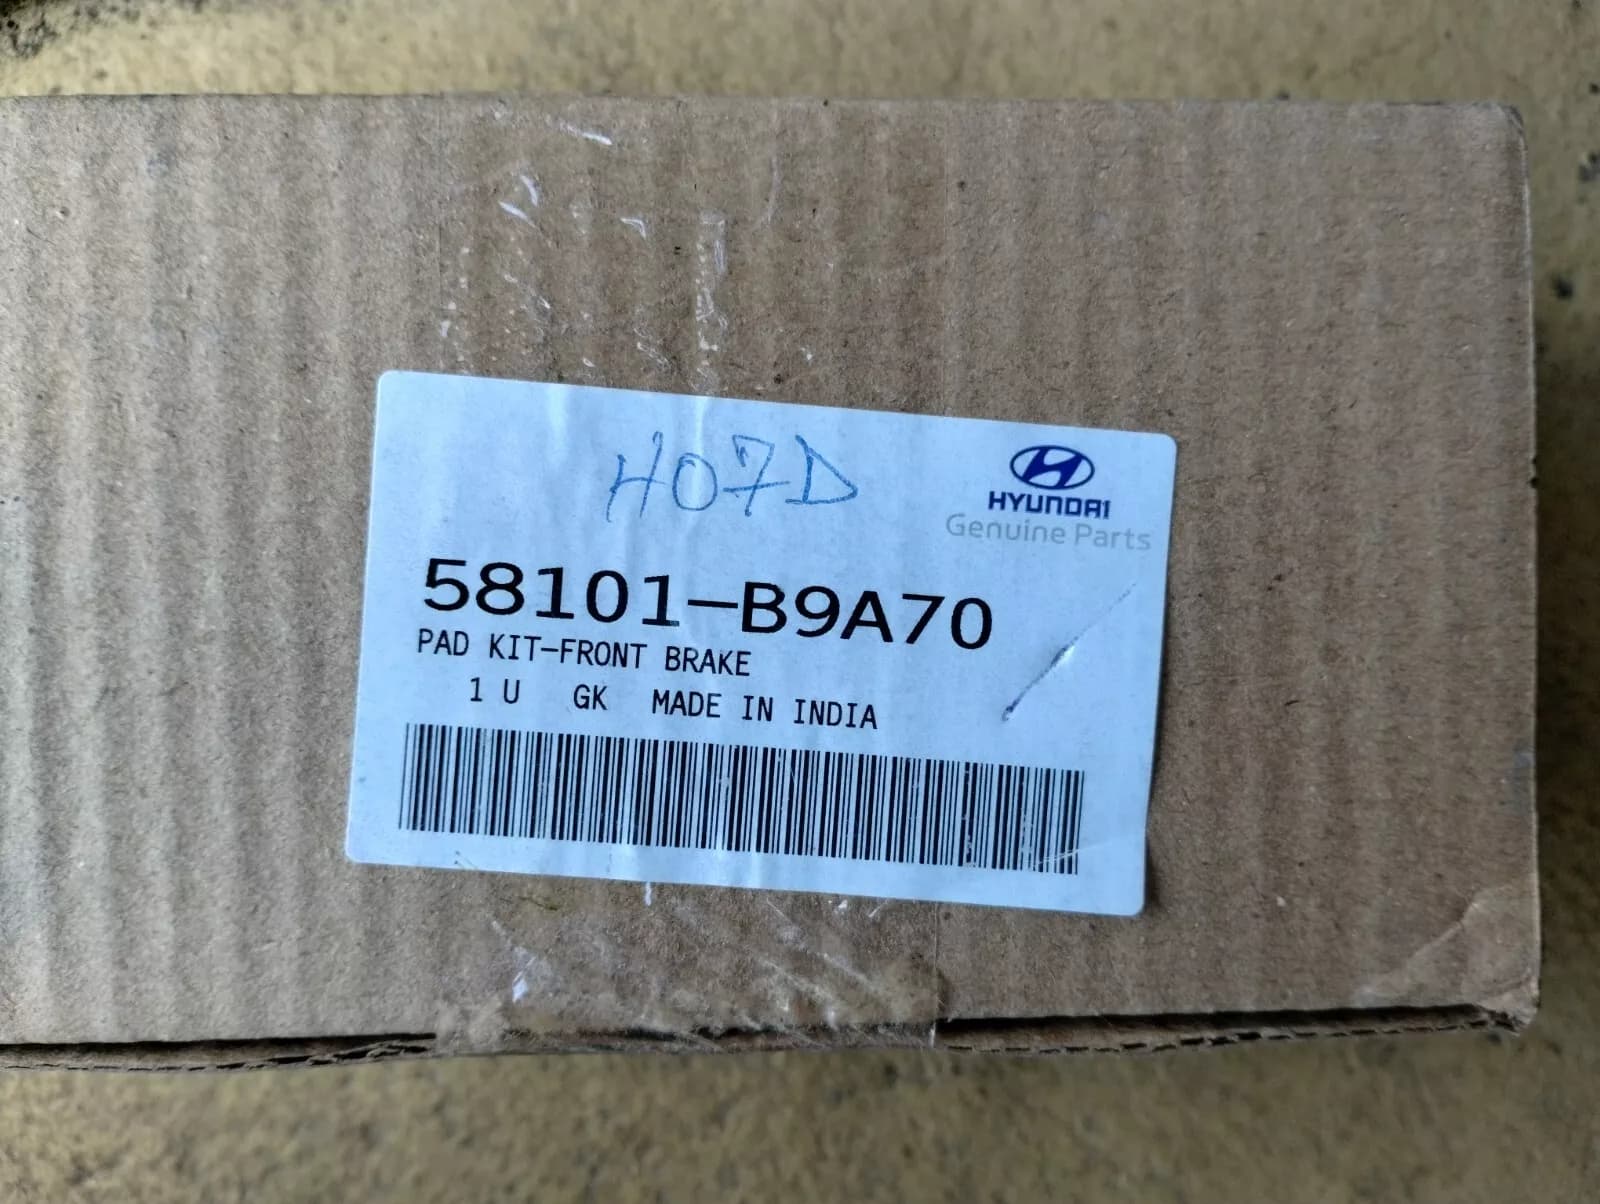 H07D
HYUNDAI
Genuine Parts
58101-B9A70
PAD KIT-FRONT BRAKE
1 U GK MADE IN INDIA